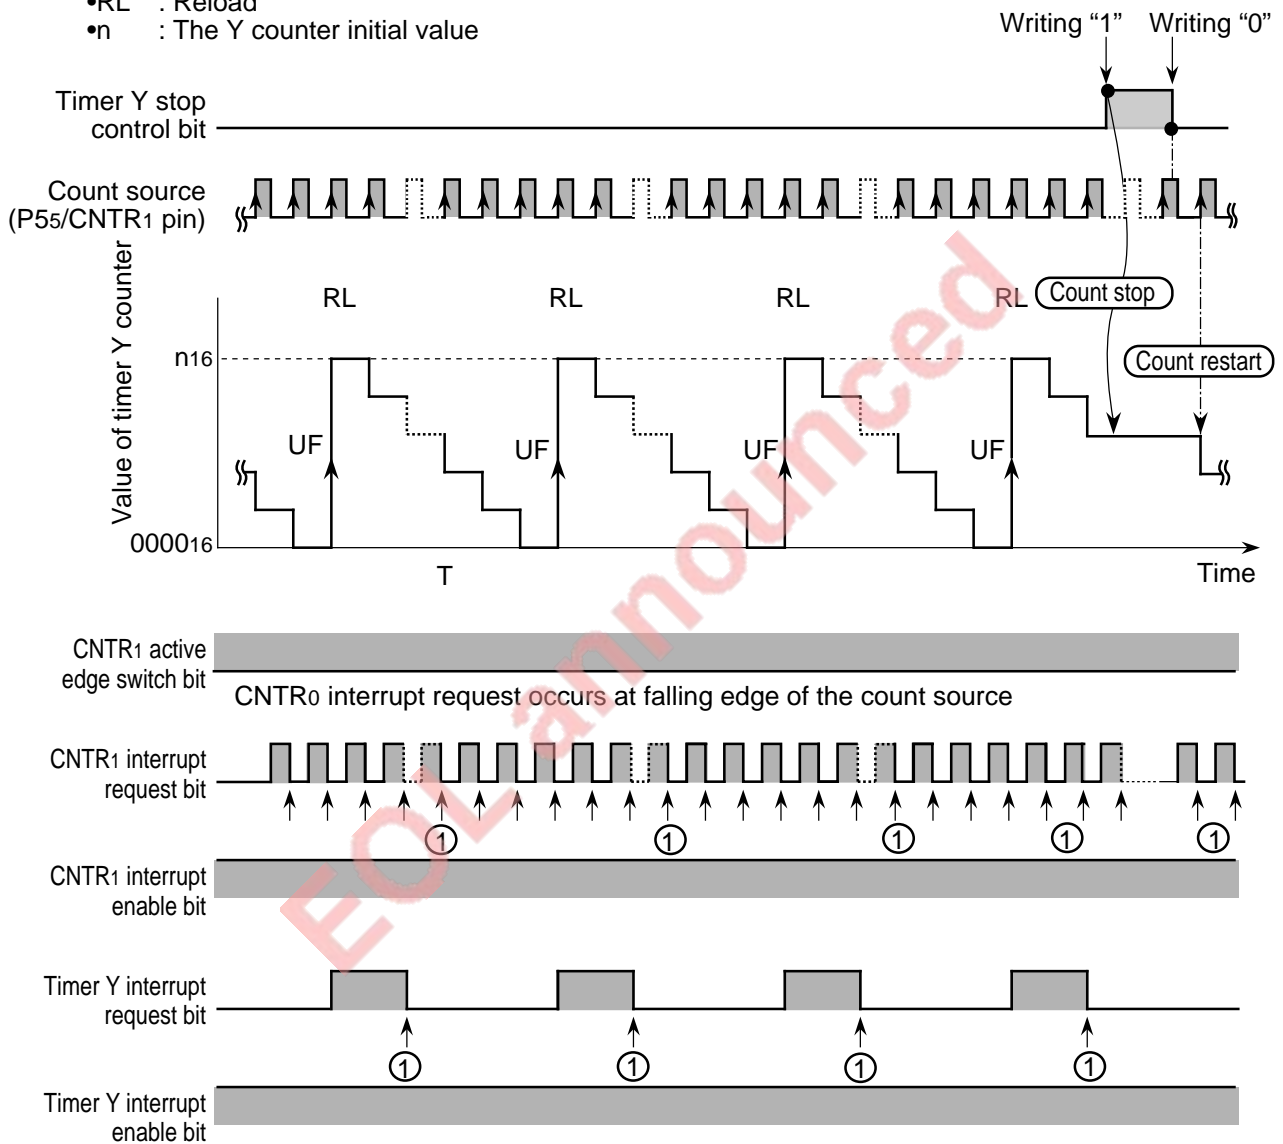 •RL : Reload
•n : The Y counter initial value
Writing “1” Writing “0”
Timer Y stop
control bit
Count source
(P55/CNTR1 pin)
Value of timer Y counter
RL RL RL RL
Count stop
n16
Count restart
UF UF UF UF
000016
T
Time
CNTR1 active
edge switch bit
CNTR0 interrupt request occurs at falling edge of the count source
CNTR1 interrupt
request bit
1 1 1 1 1
CNTR1 interrupt
enable bit
Timer Y interrupt
request bit
1 1 1 1
Timer Y interrupt
enable bit
EOL announced